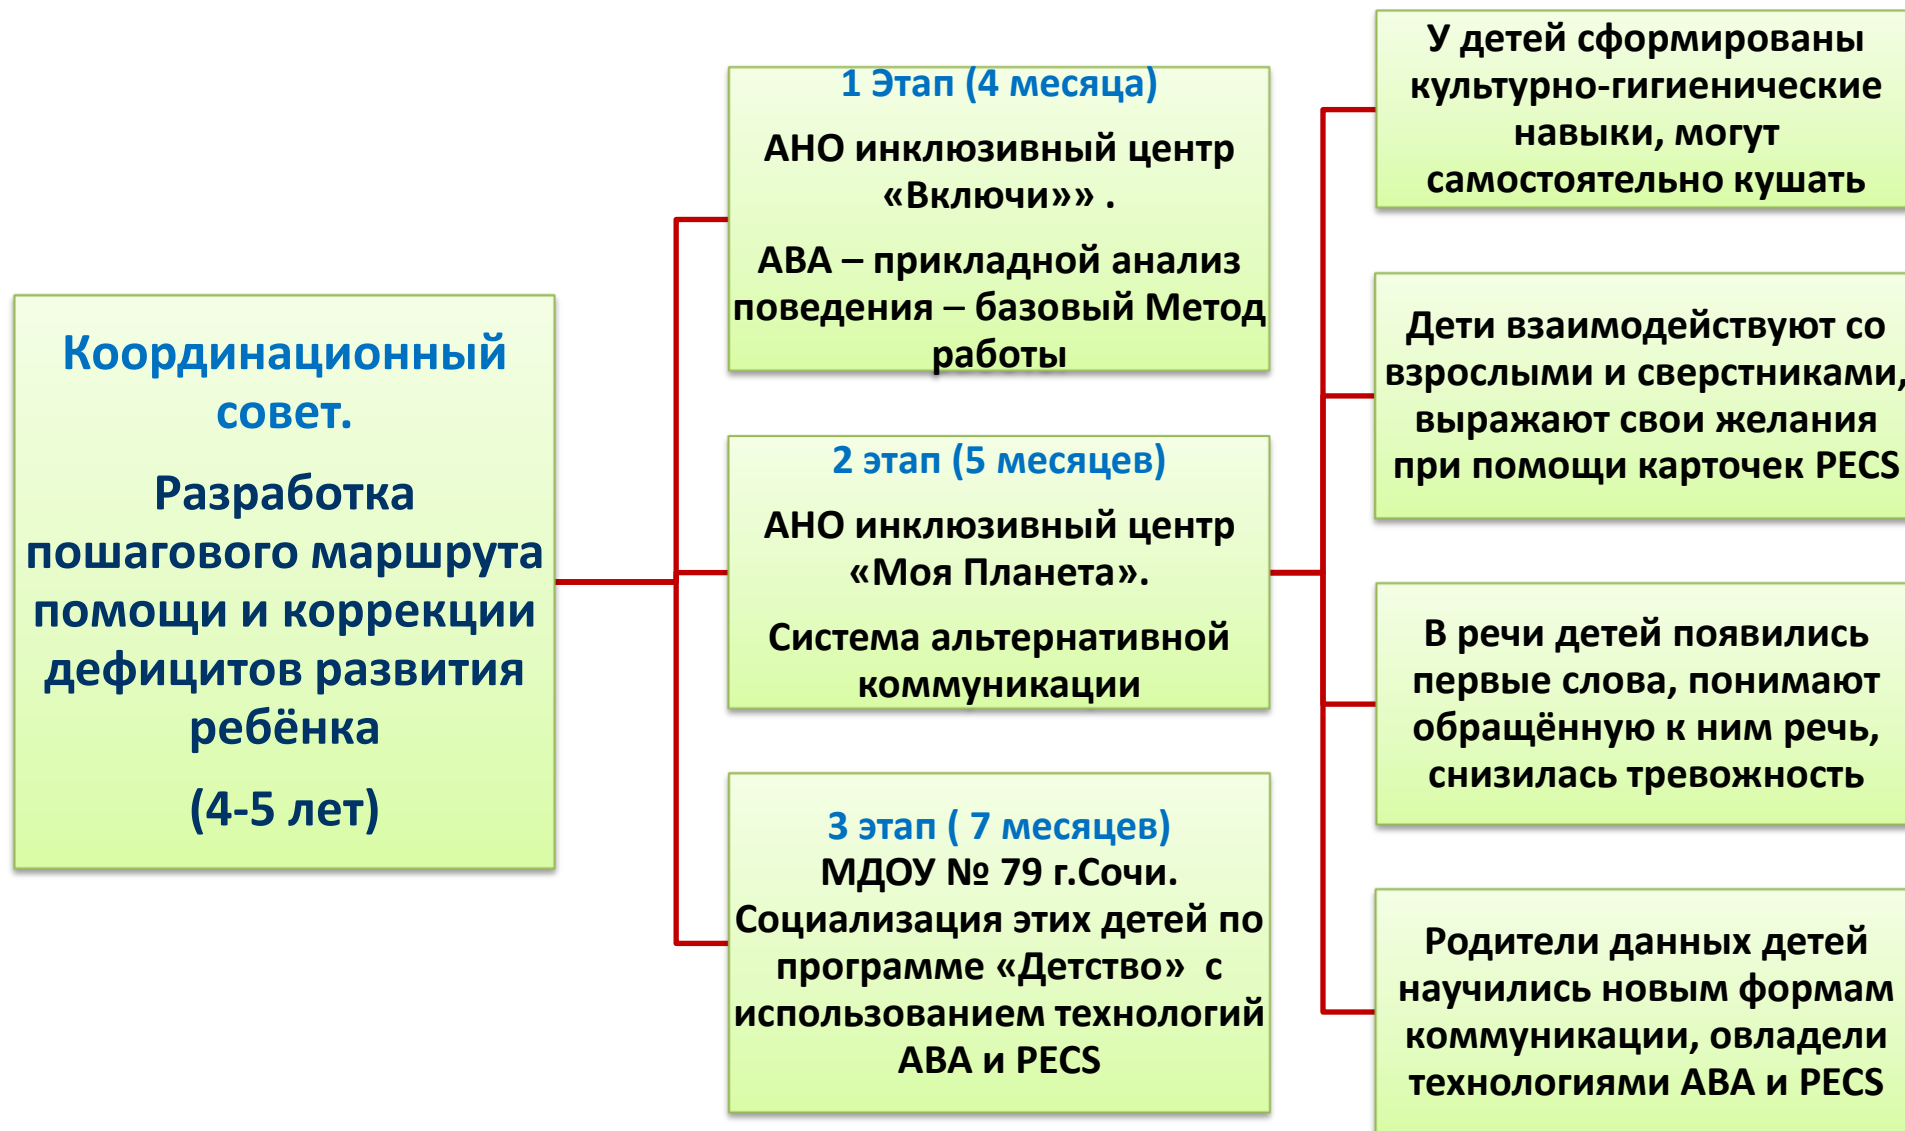 Координационный
совет.
Разработка
пошагового маршрута
помощи и коррекции
дефицитов развития
ребёнка
(4-5 лет)
1 Этап (4 месяца)
АНО инклюзивный центр
«Включи»» .
АВА – прикладной анализ
поведения – базовый Метод
работы
2 этап (5 месяцев)
АНО инклюзивный центр
«Моя Планета».
Система альтернативной
коммуникации
3 этап ( 7 месяцев)
МДОУ № 79 г.Сочи.
Социализация этих детей по
программе «Детство» с
использованием технологий
АВА и PECS
У детей сформированы
культурно-гигиенические
навыки, могут
самостоятельно кушать
Дети взаимодействуют со
взрослыми и сверстниками,
выражают свои желания
при помощи карточек PECS
В речи детей появились
первые слова, понимают
обращённую к ним речь,
снизилась тревожность
Родители данных детей
научились новым формам
коммуникации, овладели
технологиями АВА и PECS